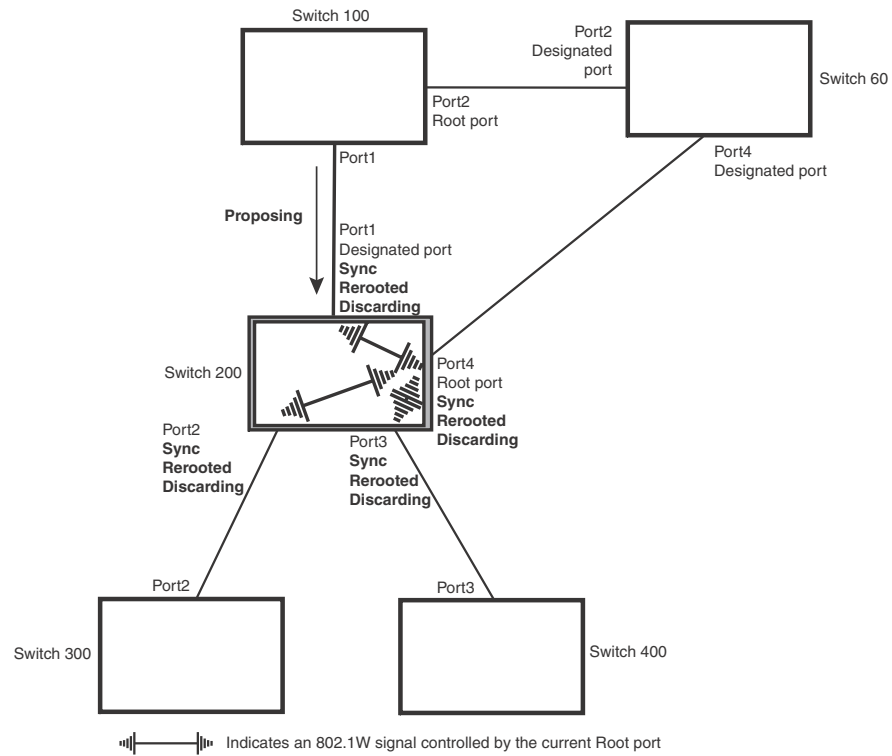 Switch 100
Port2
Designated
port
Switch 60
Port2
Root port
Port1
Port4
Designated port
Proposing
Port1
Designated port
Sync
Rerooted
Discarding
Switch 200
Port4
Root port
Sync
Rerooted
Discarding
Port2
Sync
Rerooted
Discarding
Port3
Sync
Rerooted
Discarding
Port2
Port3
Switch 300
Switch 400
Indicates an 802.1W signal controlled by the current Root port